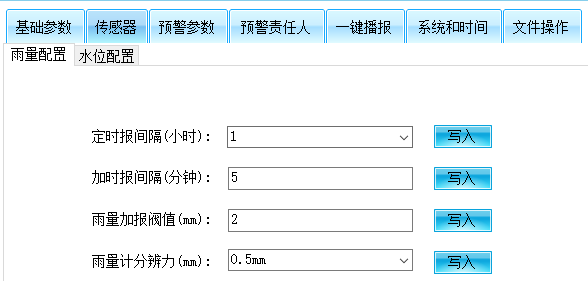 基础参数 传感器 预警参数 预警责任人 一键播报 系统和时间 文件操作
雨量配置 水位配置
定时报间隔(小时): 1 写入
加时报间隔(分钟): 5 写入
雨量加报阀值(mm): 2 写入
雨量计分辨力(mm): 0.5mm 写入